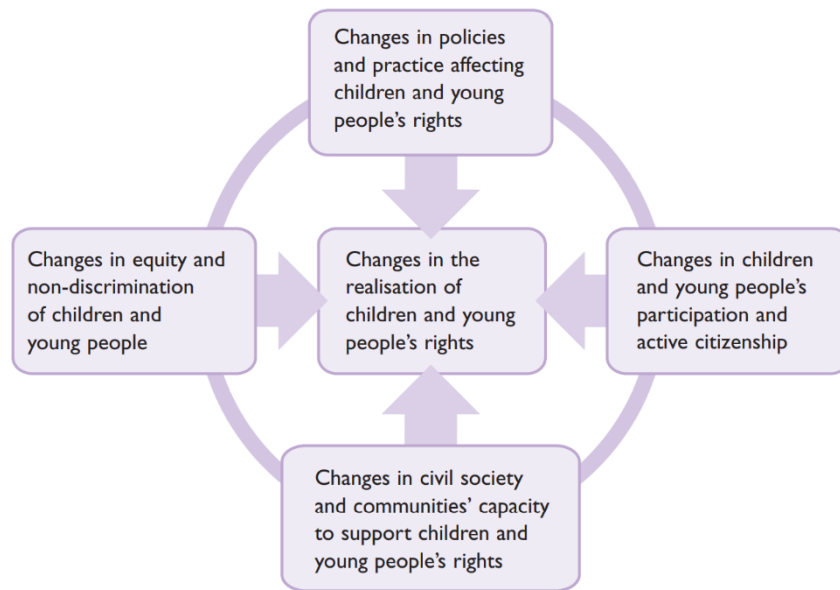 Changes in policies
and practice affecting
children and young
people’s rights
Changes in equity and
non-discrimination
of children and
young people
Changes in the
realisation of
children and young
people’s rights
Changes in children
and young people’s
participation and
active citizenship
Changes in civil society
and communities’ capacity
to support children and
young people’s rights